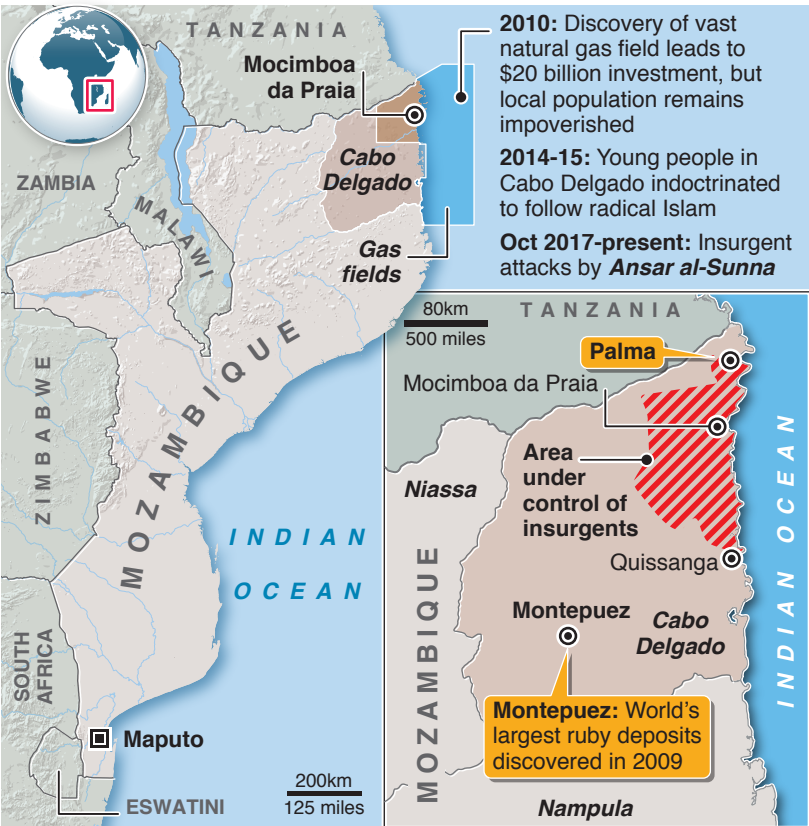 TANZANIA
Mocimboa
da Praia
ZAMBIA
MALAWI
Cabo
Delgado
Gas
fields
MOZAMBIQUE
ZIMBABWE
INDIAN
OCEAN
SOUTH
AFRICA
Maputo
ESWATINI
200km
125 miles
2010: Discovery of vast
natural gas field leads to
$20 billion investment, but
local population remains
impoverished
2014-15: Young people in
Cabo Delgado indoctrinated
to follow radical Islam
Oct 2017-present: Insurgent
attacks by Ansar al-Sunna
80km
500 miles
TANZANIA
Palma
Mocimboa da Praia
Area
under
control of
insurgents
Niassa
Quissanga
MOZAMBIQUE
INDIAN OCEAN
Montepuez
Cabo
Delgado
Montepuez: World's
largest ruby deposits
discovered in 2009
Nampula